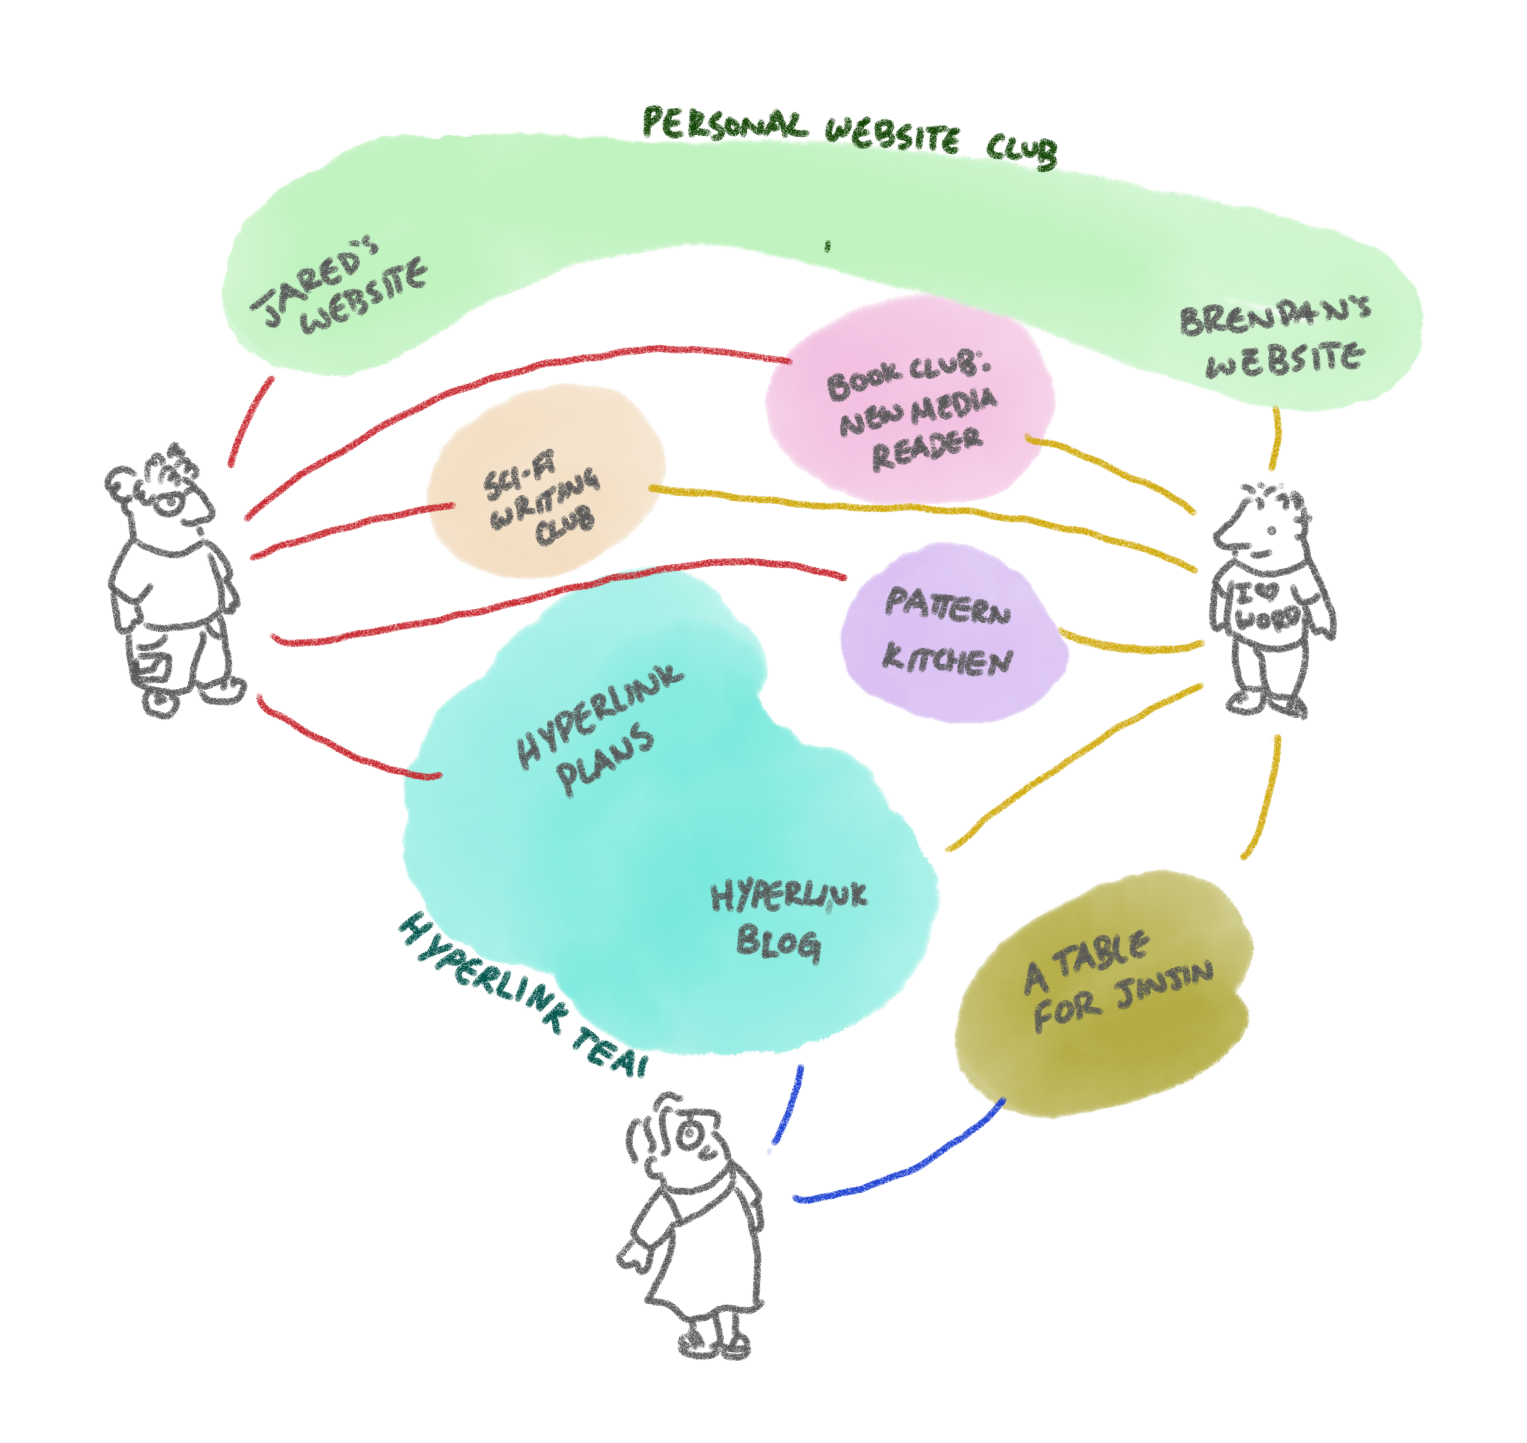 PERSONAL WEBSITE CLUB
JARED'S
WEBSITE
BRENDAN'S
WEBSITE
BOOK CLUB:
NEW MEDIA
READER
SCI-FI
WRITING
CLUB
PATTERN
KITCHEN
I ♡
WORD
HYPERLINK
PLANS
HYPERLINK
BLOG
HYPERLINK TEAM
A TABLE
FOR JINJIN